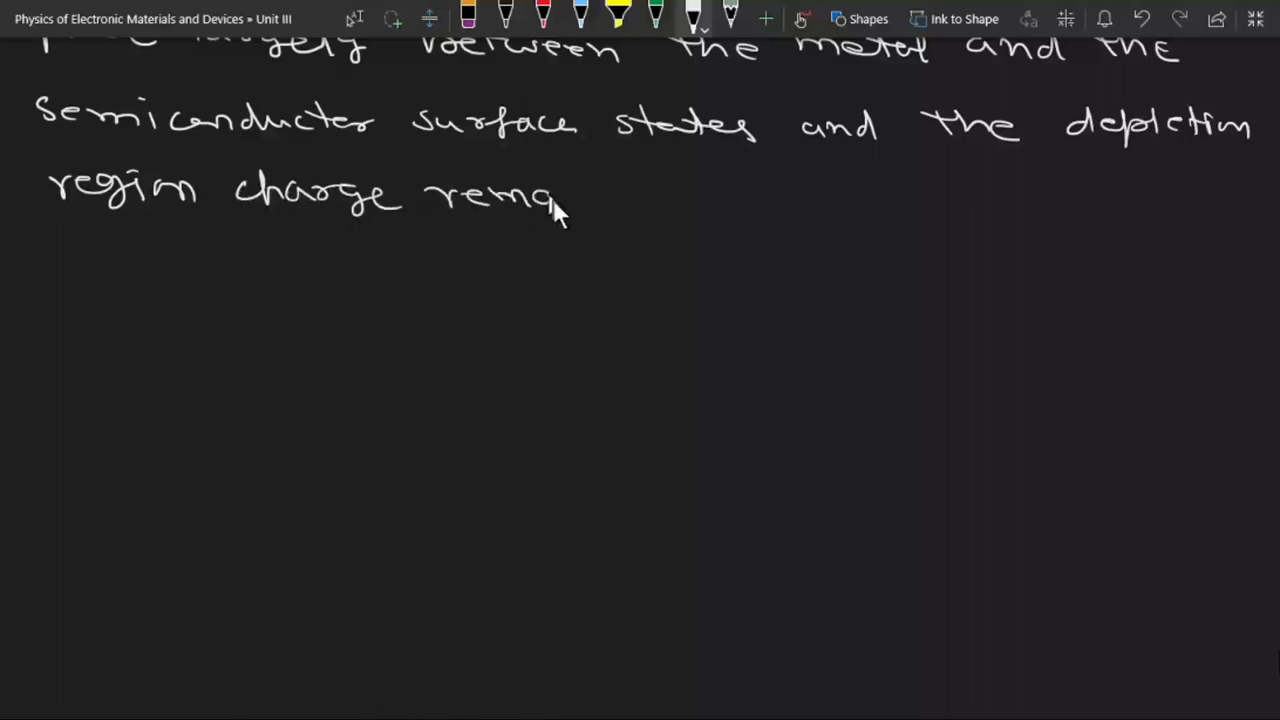 Physics of Electronic Materials and Devices » Unit III
Shapes
Ink to Shape
largely between the metal and the
semiconductor surface states and the depletion
region charge rema